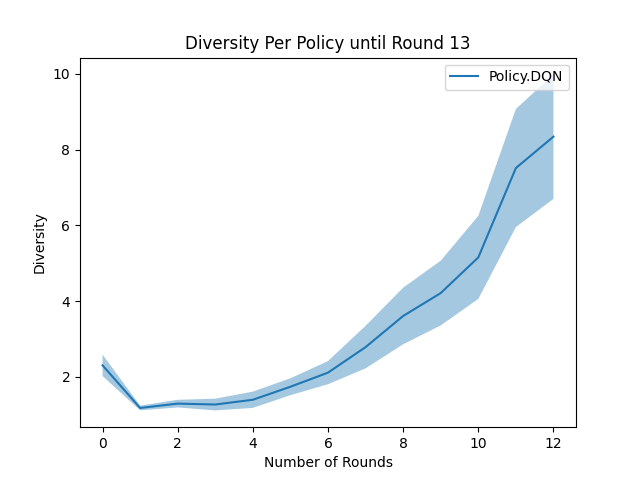 Diversity Per Policy until Round 13
Policy.DQN
10
8
6
4
2
Diversity
0 2 4 6 8 10 12
Number of Rounds